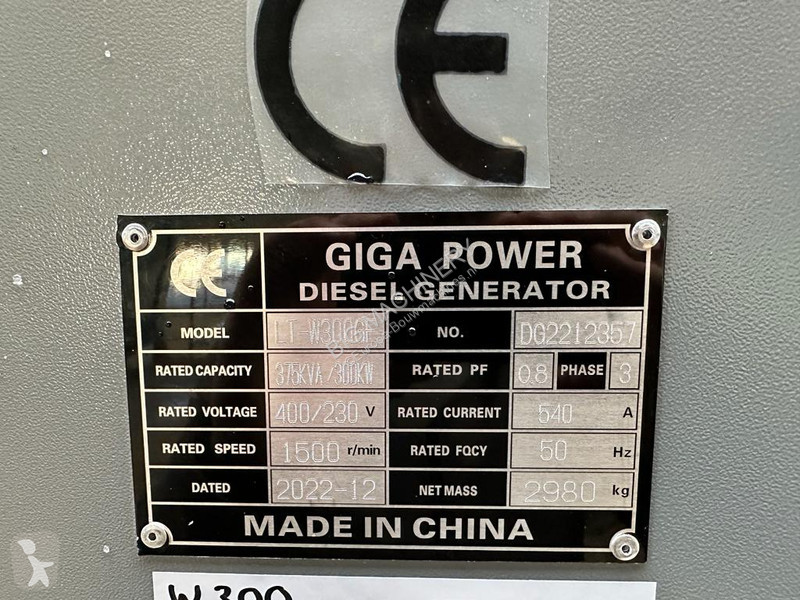 CE
CE GIGA POWER
DIESEL GENERATOR
MODEL LT-W300GF NO. DG2212357
RATED CAPACITY 375KVA/300KW RATED PF 0.8 PHASE 3
RATED VOLTAGE 400/230 V RATED CURRENT 540 A
RATED SPEED 1500 r/min RATED FQCY 50 Hz
DATED 2022-12 NET MASS 2980 kg
MADE IN CHINA
W300